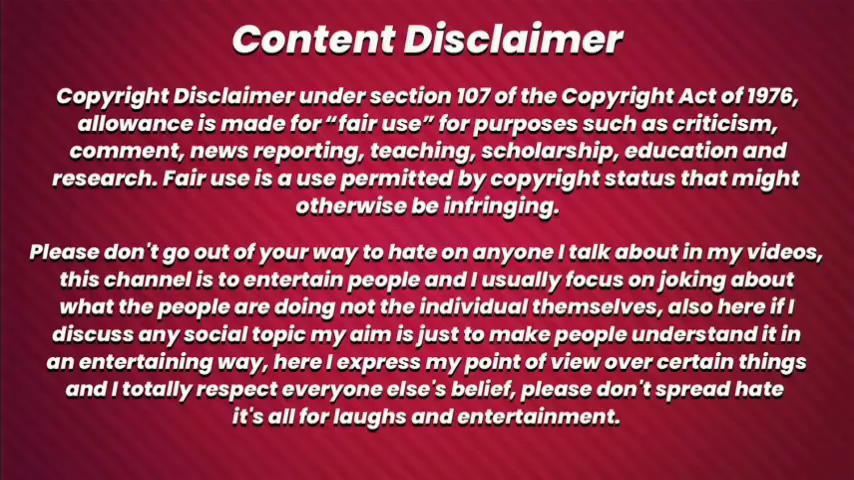 Content Disclaimer
Copyright Disclaimer under section 107 of the Copyright Act of 1976,
allowance is made for “fair use” for purposes such as criticism,
comment, news reporting, teaching, scholarship, education and
research. Fair use is a use permitted by copyright status that might
otherwise be infringing.
Please don't go out of your way to hate on anyone I talk about in my videos,
this channel is to entertain people and I usually focus on joking about
what the people are doing not the individual themselves, also here if I
discuss any social topic my aim is just to make people understand it in
an entertaining way, here I express my point of view over certain things
and I totally respect everyone else's belief, please don't spread hate
it's all for laughs and entertainment.